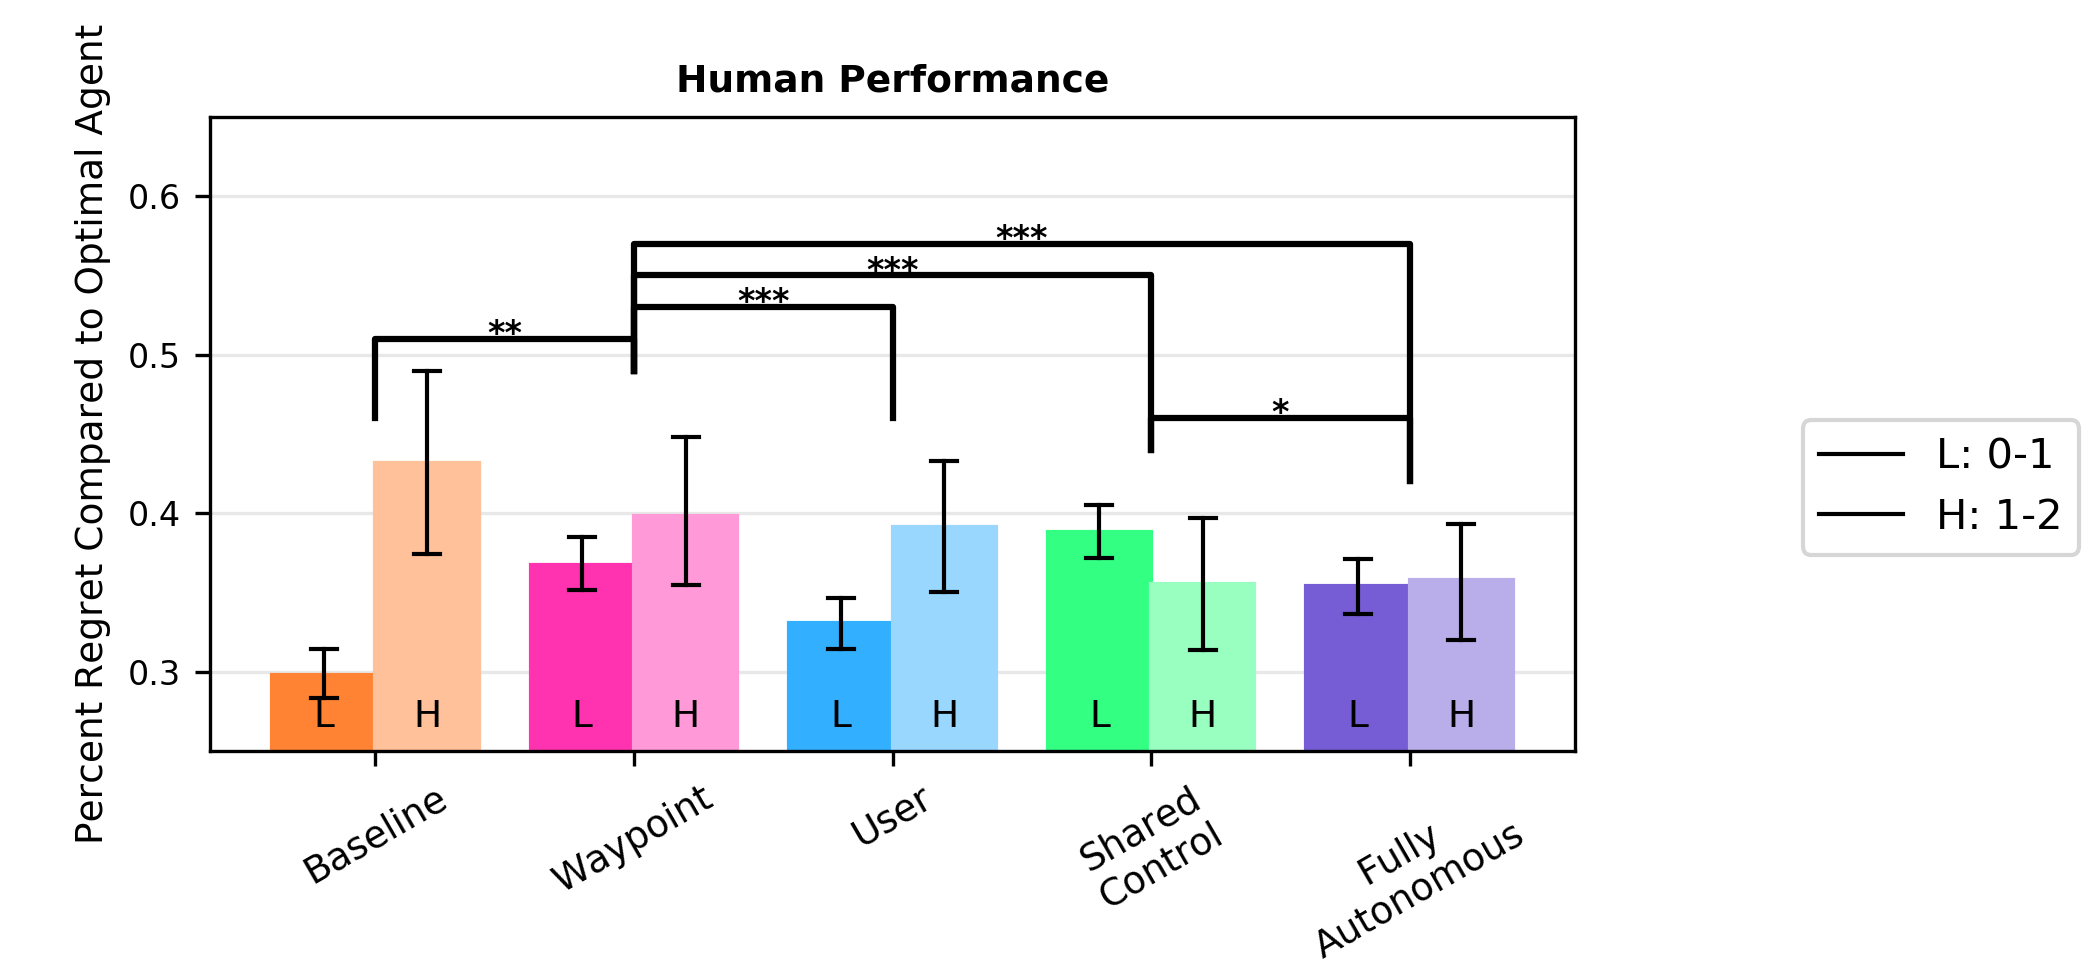 Human Performance
Percent Regret Compared to Optimal Agent
0.6
0.5
0.4
0.3
***
***
***
**
*
L
H
L
H
L
H
L
H
L
H
Baseline
Waypoint
User
Shared
Control
Fully
Autonomous
L: 0-1
H: 1-2